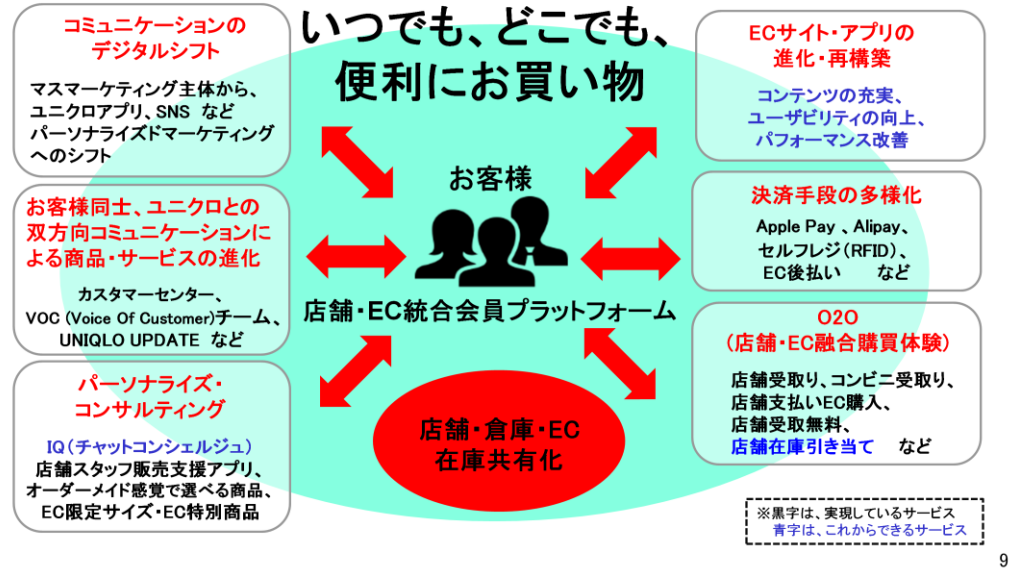 いつでも、どこでも、
便利にお買い物
コミュニケーションの
デジタルシフト
マスマーケティング主体から、
ユニクロアプリ、SNS など
パーソナライズドマーケティング
へのシフト
お客様同士、ユニクロとの
双方向コミュニケーションに
よる商品・サービスの進化
カスタマーセンター、
VOC (Voice Of Customer)チーム、
UNIQLO UPDATE など
パーソナライズ・
コンサルティング
IQ（チャットコンシェルジュ）
店舗スタッフ販売支援アプリ、
オーダーメイド感覚で選べる商品、
EC限定サイズ・EC特別商品
お客様
店舗・EC統合会員プラットフォーム
店舗・倉庫・EC
在庫共有化
ECサイト・アプリの
進化・再構築
コンテンツの充実、
ユーザビリティの向上、
パフォーマンス改善
決済手段の多様化
Apple Pay 、Alipay、
セルフレジ（RFID）、
EC後払い など
O2O
（店舗・EC融合購買体験）
店舗受取り、コンビニ受取り、
店舗支払いEC購入、
店舗受取無料、
店舗在庫引き当て など
※黒字は、実現しているサービス
青字は、これからできるサービス
9